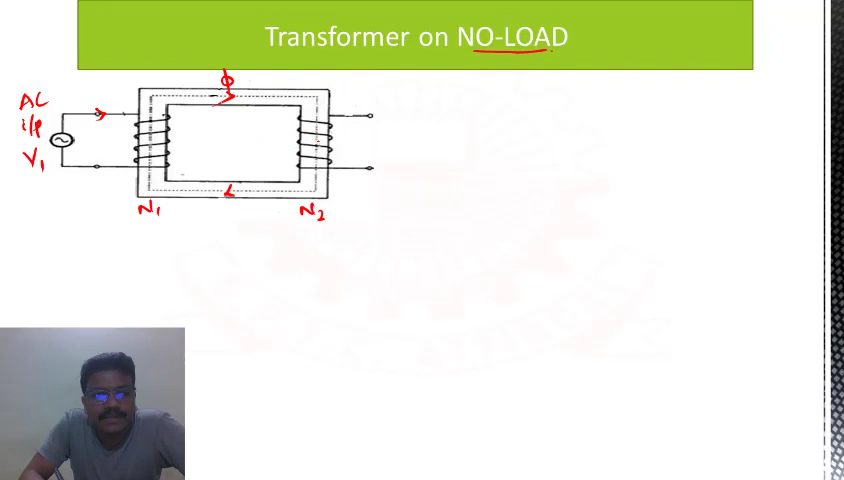 Transformer on NO-LOAD
Φ
AC
i/p
V1
N1
N2